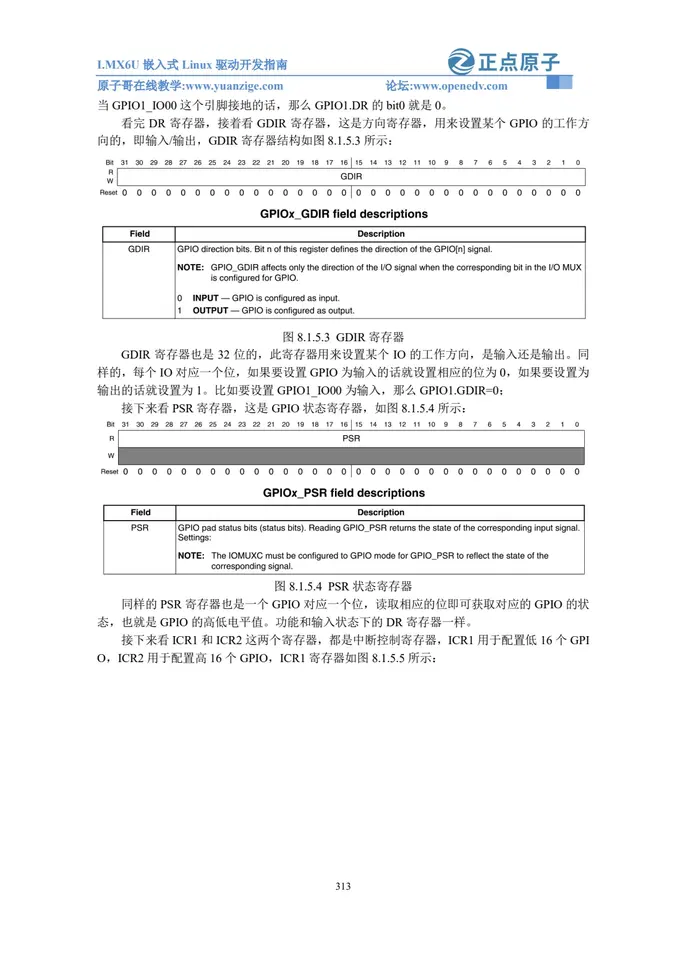 I.MX6U 嵌入式 Linux 驱动开发指南
正点原子
原子哥在线教学:www.yuanzige.com 论坛:www.openedv.com
当 GPIO1_IO00 这个引脚接地的话，那么 GPIO1.DR 的 bit0 就是 0。
看完 DR 寄存器，接着看 GDIR 寄存器，这是方向寄存器，用来设置某个 GPIO 的工作方
向的，即输入/输出，GDIR 寄存器结构如图 8.1.5.3 所示：
Bit 31 30 29 28 27 26 25 24 23 22 21 20 19 18 17 16 15 14 13 12 11 10 9 8 7 6 5 4 3 2 1 0
R
GDIR
W
Reset 0 0 0 0 0 0 0 0 0 0 0 0 0 0 0 0 0 0 0 0 0 0 0 0 0 0 0 0 0 0 0 0
GPIOx_GDIR field descriptions
Field Description
GDIR GPIO direction bits. Bit n of this register defines the direction of the GPIO[n] signal.
NOTE: GPIO_GDIR affects only the direction of the I/O signal when the corresponding bit in the I/O MUX
is configured for GPIO.
0 INPUT — GPIO is configured as input.
1 OUTPUT — GPIO is configured as output.
图 8.1.5.3 GDIR 寄存器
GDIR 寄存器也是 32 位的，此寄存器用来设置某个 IO 的工作方向，是输入还是输出。同
样的，每个 IO 对应一个位，如果要设置 GPIO 为输入的话就设置相应的位为 0，如果要设置为
输出的话就设置为 1。比如要设置 GPIO1_IO00 为输入，那么 GPIO1.GDIR=0;
接下来看 PSR 寄存器，这是 GPIO 状态寄存器，如图 8.1.5.4 所示：
Bit 31 30 29 28 27 26 25 24 23 22 21 20 19 18 17 16 15 14 13 12 11 10 9 8 7 6 5 4 3 2 1 0
R PSR
W
Reset 0 0 0 0 0 0 0 0 0 0 0 0 0 0 0 0 0 0 0 0 0 0 0 0 0 0 0 0 0 0 0 0
GPIOx_PSR field descriptions
Field Description
PSR GPIO pad status bits (status bits). Reading GPIO_PSR returns the state of the corresponding input signal.
Settings:
NOTE: The IOMUXC must be configured to GPIO mode for GPIO_PSR to reflect the state of the
corresponding signal.
图 8.1.5.4 PSR 状态寄存器
同样的 PSR 寄存器也是一个 GPIO 对应一个位，读取相应的位即可获取对应的 GPIO 的状
态，也就是 GPIO 的高低电平值。功能和输入状态下的 DR 寄存器一样。
接下来看 ICR1 和 ICR2 这两个寄存器，都是中断控制寄存器，ICR1 用于配置低 16 个 GPI
O，ICR2 用于配置高 16 个 GPIO，ICR1 寄存器如图 8.1.5.5 所示：
313